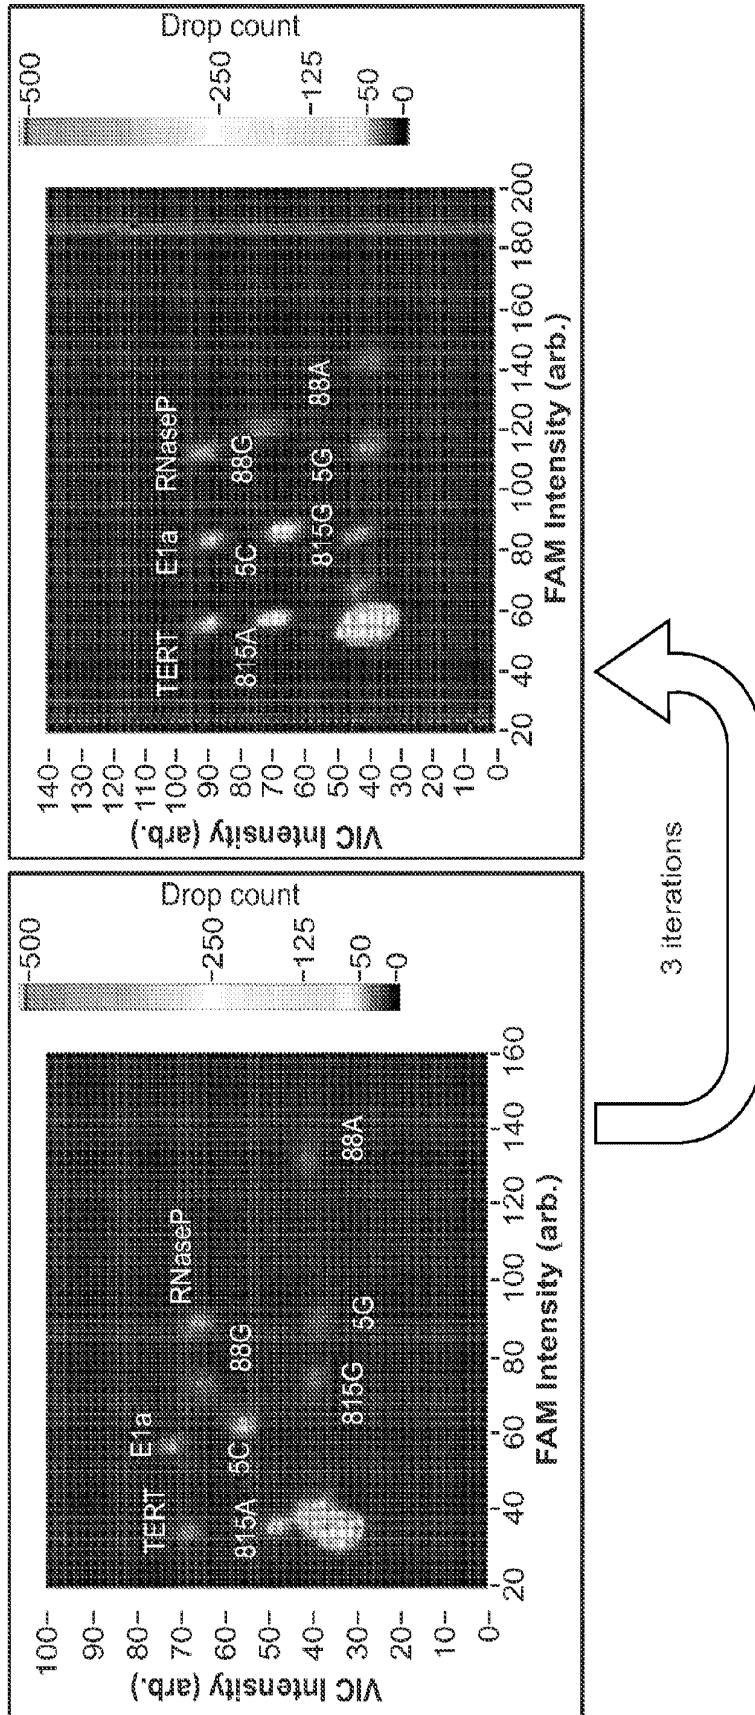 100-
90-
80-
70-
60-
50-
40-
30-
20-
10-
0-
VIC Intensity (arb.)
TERT
E1a
RNaseP
815A
5C
88G
815G
5G
88A
20 40 60 80 100 120 140 160
FAM Intensity (arb.)
Drop count
-500
-250
-125
-50
-0
140-
130-
120-
110-
100-
90-
80-
70-
60-
50-
40-
30-
20-
10-
0-
VIC Intensity (arb.)
TERT
E1a
RNaseP
815A
5C
88G
815G
5G
88A
20 40 60 80 100 120 140 160 180 200
FAM Intensity (arb.)
Drop count
-500
-250
-125
-50
-0
3 iterations